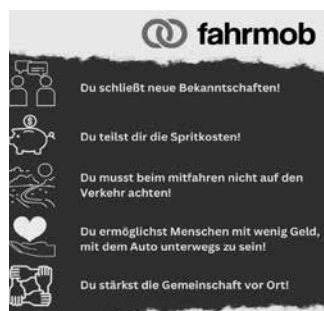 fahrmob
Du schließt neue Bekanntschaften!
Du teilst dir die Spritkosten!
Du musst beim mitfahren nicht auf den
Verkehr achten!
Du ermöglichst Menschen mit wenig Geld,
mit dem Auto unterwegs zu sein!
Du stärkst die Gemeinschaft vor Ort!